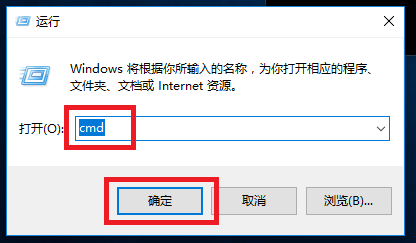 运行
Windows 将根据你所输入的名称，为你打开相应的程序、
文件夹、文档或 Internet 资源。
打开(O): cmd
确定 取消 浏览(B)...